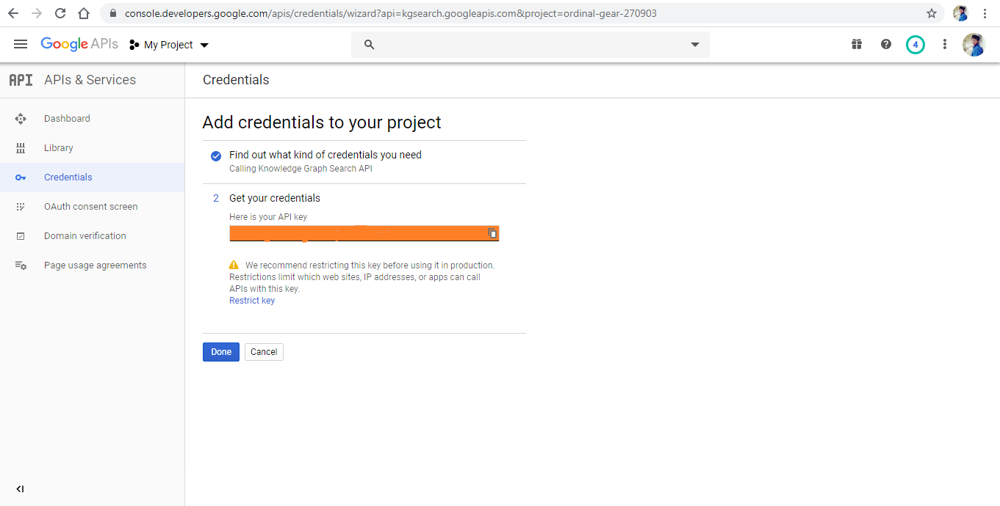 console.developers.google.com/apis/credentials/wizard?api=kgsearch.googleapis.com&project=ordinal-gear-270903
Google APIs
My Project
4
API APIs & Services
Credentials
Dashboard
Library
Credentials
OAuth consent screen
Domain verification
Page usage agreements
Add credentials to your project
Find out what kind of credentials you need
Calling Knowledge Graph Search API
2 Get your credentials
Here is your API key
We recommend restricting this key before using it in production.
Restrictions limit which web sites, IP addresses, or apps can call
APIs with this key.
Restrict key
Done
Cancel